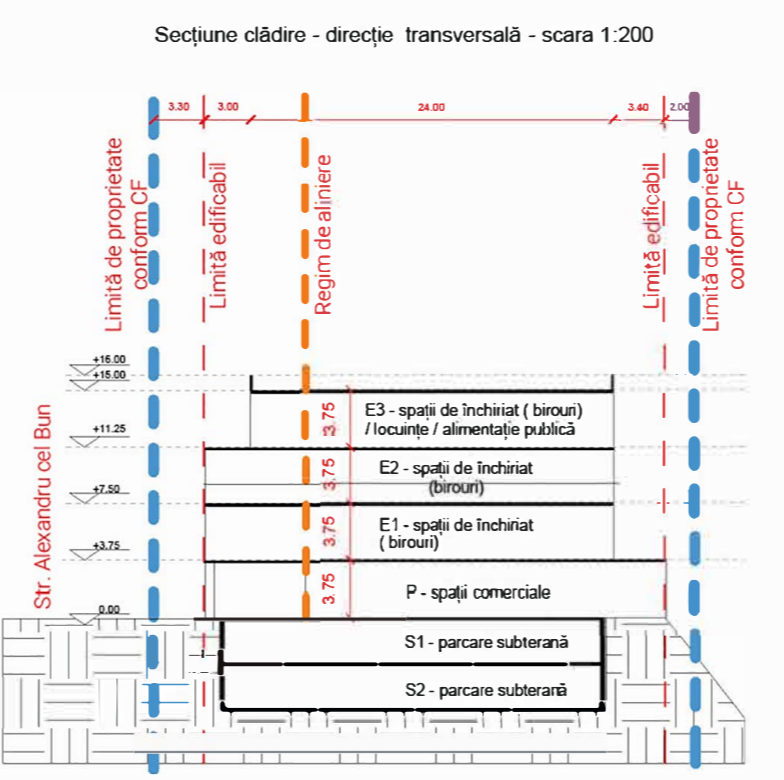 Secțiune clădire - direcție transversală - scara 1:200
3.30
3.00
24.00
3.40
2.00
Limită de proprietate
conform CF
Limită edificabil
Regim de aliniere
Limită edificabil
Limită de proprietate
conform CF
+16.00
+15.00
+11.25
+7.50
+3.75
0.00
Str. Alexandru cel Bun
3.75
E3 - spații de închiriat ( birouri)
/ locuințe / alimentație publică
3.75
E2 - spații de închiriat
(birouri)
3.75
E1 - spații de închiriat
( birouri)
3.75
P - spații comerciale
S1 - parcare subterană
S2 - parcare subterană